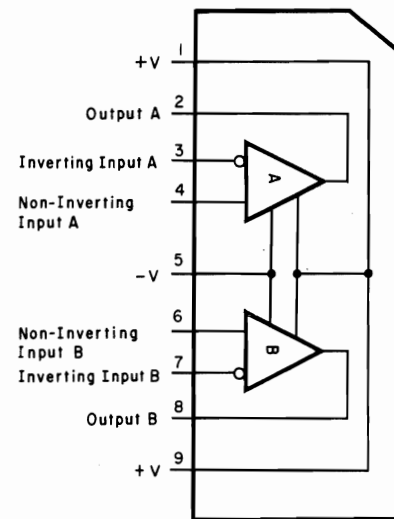 +V 1
Output A 2
Inverting Input A 3
Non-Inverting 4
Input A
-V 5
A
Non-Inverting 6
Input B
Inverting Input B 7
B
Output B 8
+V 9